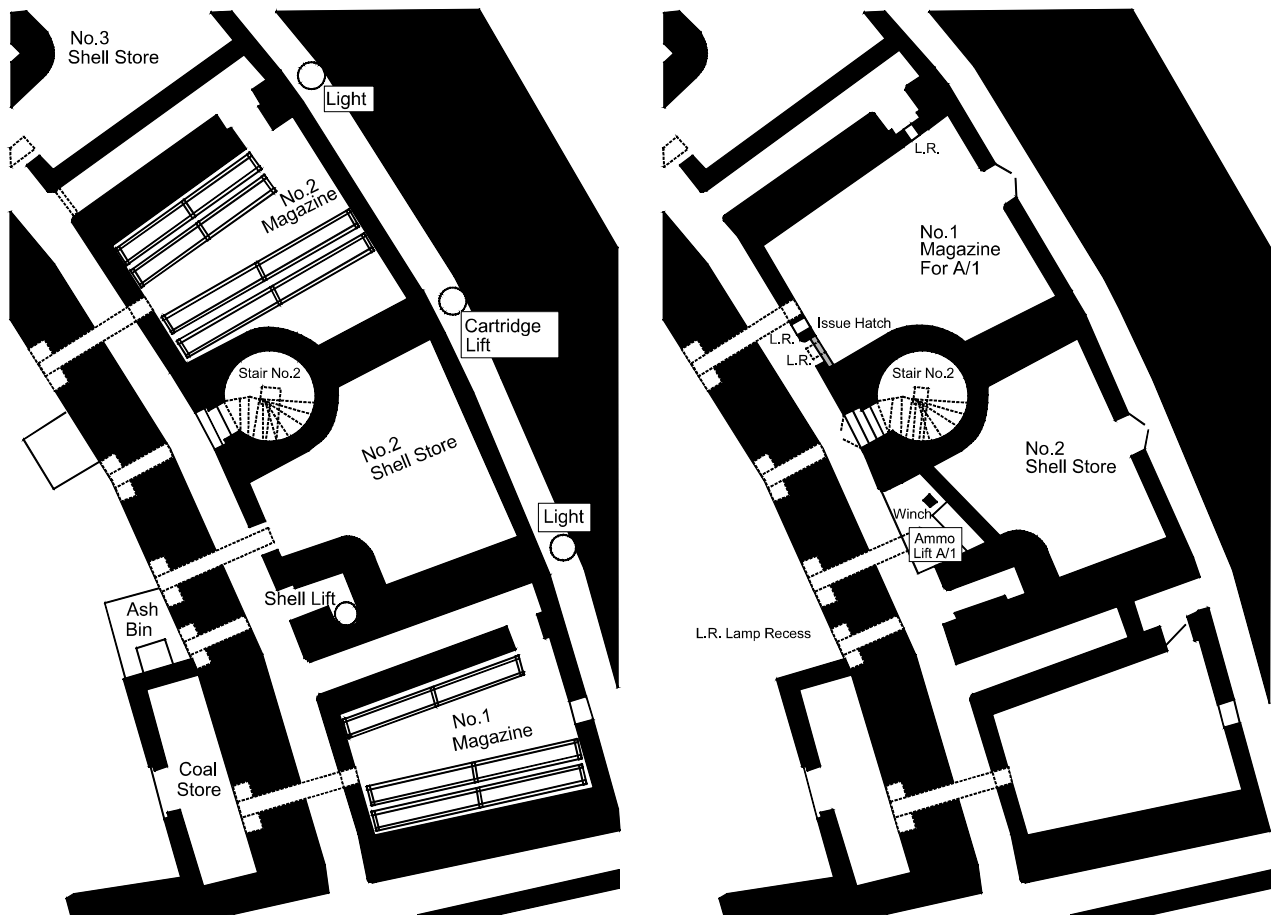 No.3
Shell Store
Light
No.2
Magazine
Cartridge
Lift
Stair No.2
No.2
Shell Store
Light
Shell Lift
Ash
Bin
No.1
Magazine
Coal
Store
L.R.
No.1
Magazine
For A/1
Issue Hatch
L.R.
L.R.
Stair No.2
No.2
Shell Store
Winch
Ammo
Lift A/1
L.R. Lamp Recess